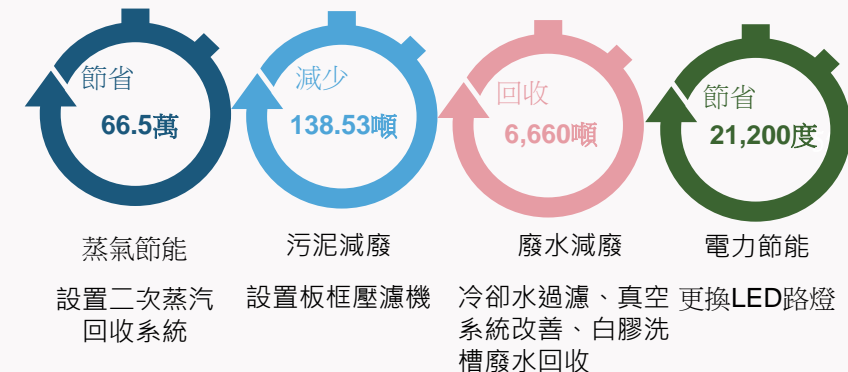 節省
66.5萬
減少
138.53噸
回收
6,660噸
節省
21,200度
蒸氣節能
設置二次蒸汽
回收系統
污泥減廢
設置板框壓濾機
廢水減廢
冷卻水過濾、真空
系統改善、白膠洗
槽廢水回收
電力節能
更換LED路燈